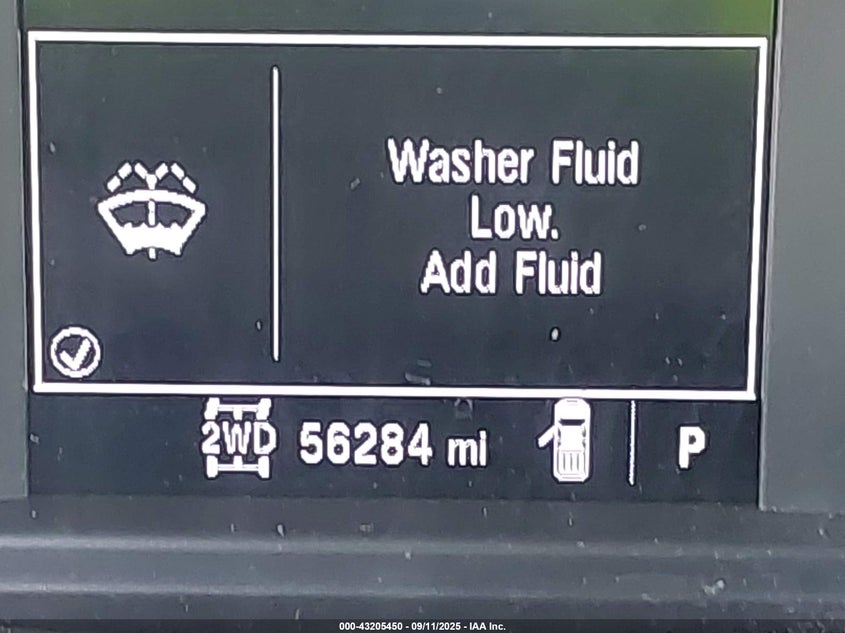 Washer Fluid
Low.
Add Fluid
2WD 56284 mi P
000-43205450 - 09/11/2025 - IAA Inc.